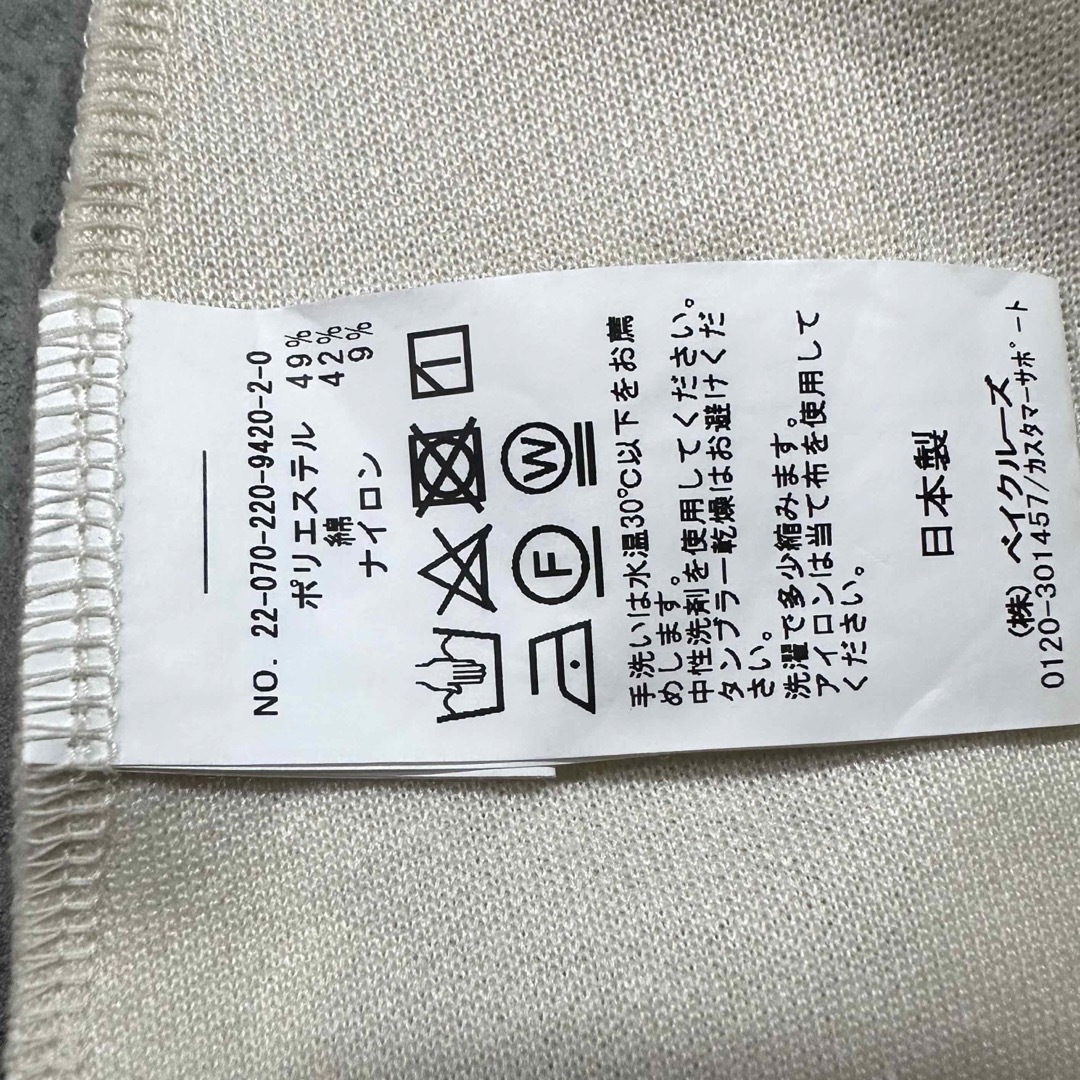 NO. 22-070-220-9420-2-0
ポリエステル 49%
綿 42%
ナイロン 9%
F W
手洗いは水温30℃以下をお薦
めします。
中性洗剤を使用してください。
タンブラー乾燥はお避けくだ
さい。
洗濯で多少縮みます。
アイロンは当て布を使用して
ください。
日本製
(株) ベイクルーズ
0120-301457/カスタマーサポート